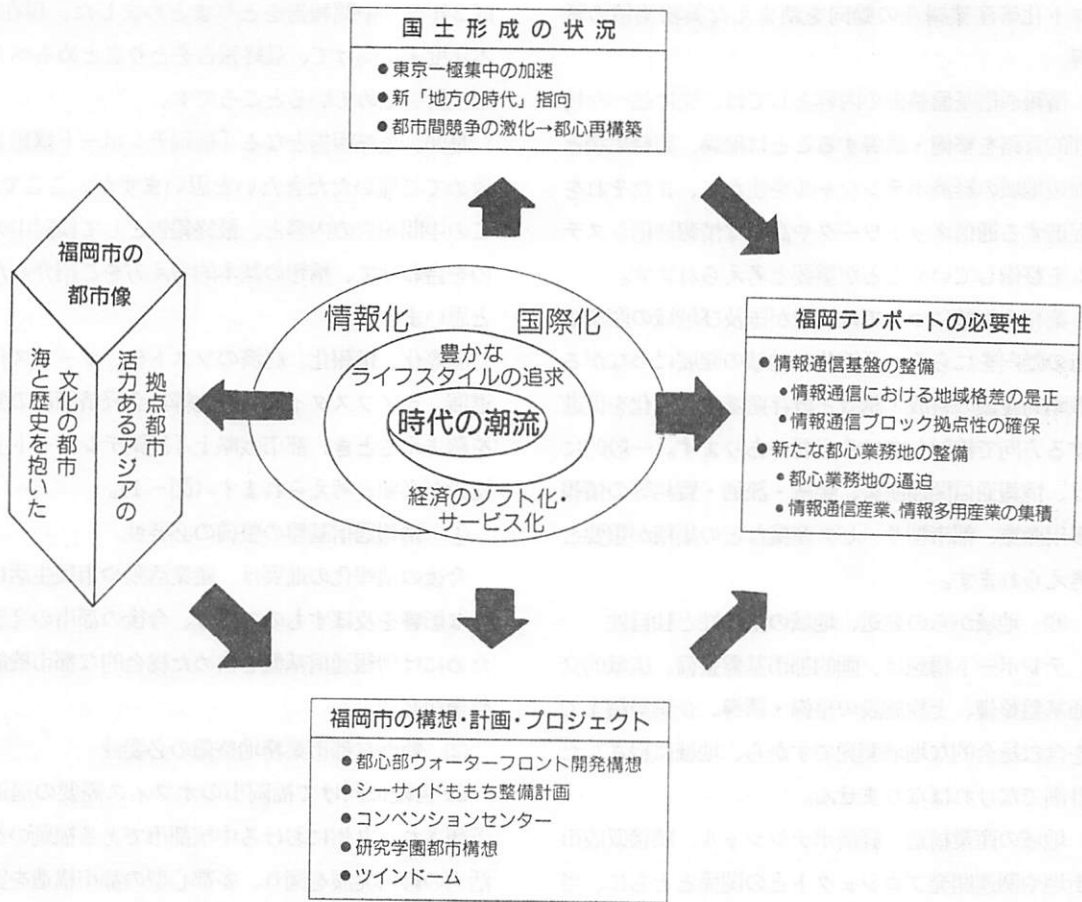 国土形成の状況
●東京一極集中の加速
●新「地方の時代」指向
●都市間競争の激化→都心再構築
福岡市の
都市像
海と歴史を抱いた
文化の都市
活力あるアジアの
拠点都市
情報化
国際化
豊かな
ライフスタイルの追求
時代の潮流
経済のソフト化・
サービス化
福岡テレポートの必要性
●情報通信基盤の整備
●情報通信における地域格差の是正
●情報通信ブロック拠点性の確保
●新たな都心業務地の整備
●都心業務地の逼迫
●情報通信産業、情報多用産業の集積
福岡市の構想・計画・プロジェクト
●都心部ウォーターフロント開発構想
●シーサイドももち整備計画
●コンベンションセンター
●研究学園都市構想
●ツインドーム